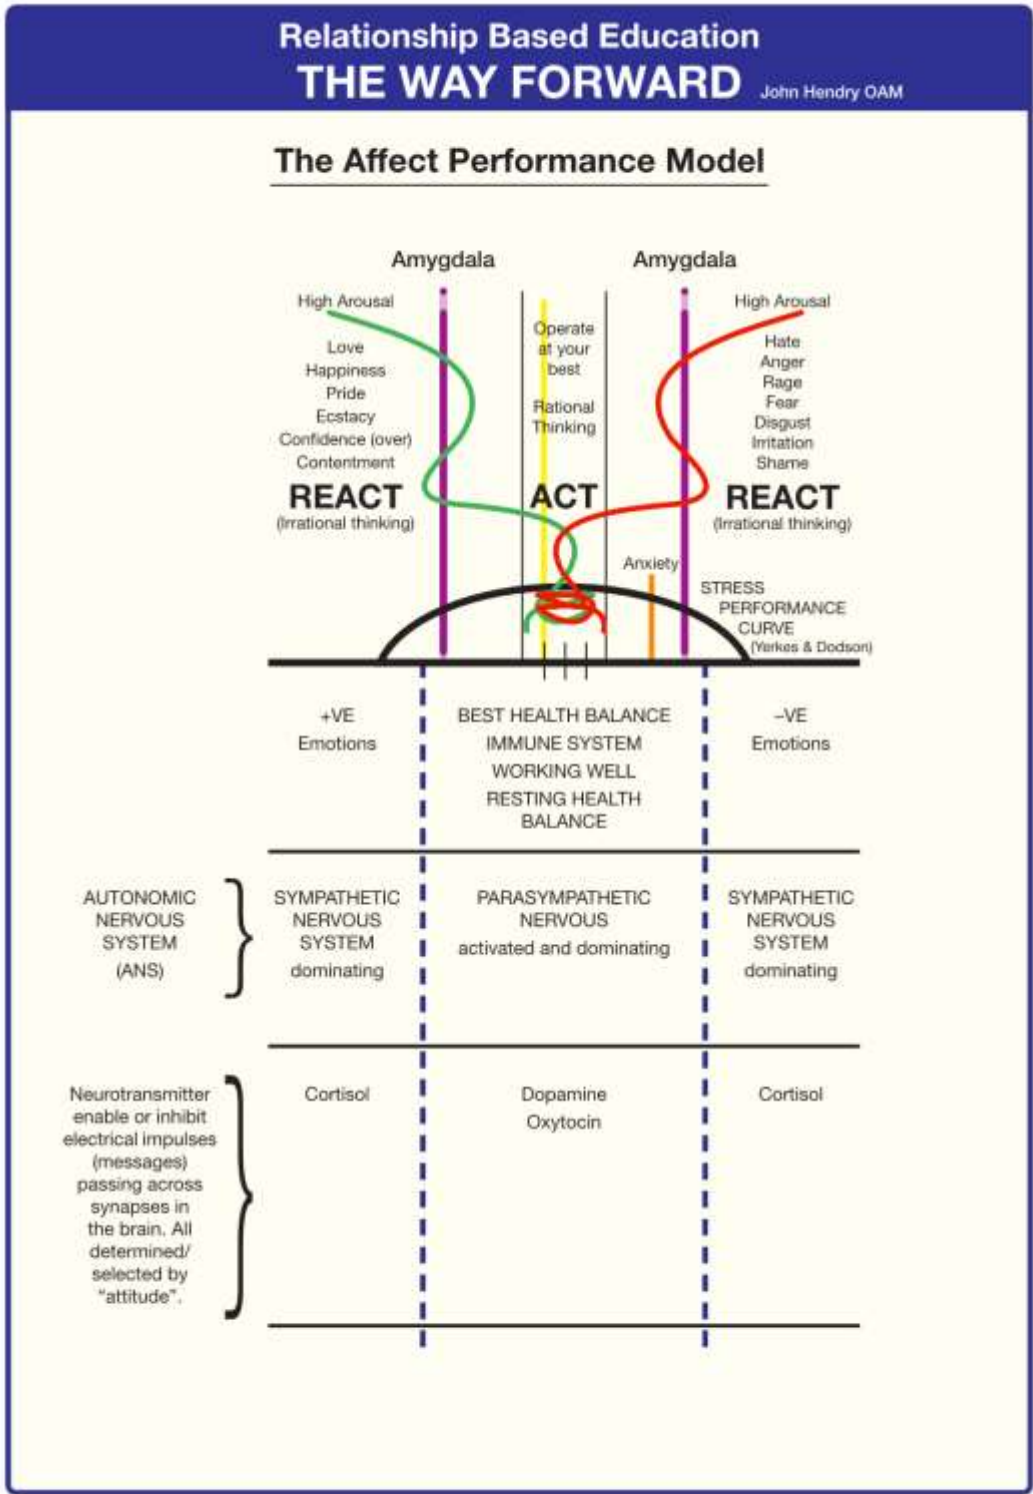 Relationship Based Education
THE WAY FORWARD John Hendry OAM
The Affect Performance Model
Amygdala
Amygdala
High Arousal
Love
Happiness
Pride
Ecstacy
Confidence (over)
Contentment
REACT
(Irrational thinking)
Operate
at your
best
Rational
Thinking
ACT
High Arousal
Hate
Anger
Rage
Fear
Disgust
Irritation
Shame
REACT
(Irrational thinking)
Anxiety
STRESS
PERFORMANCE
CURVE
(Yerkes & Dodson)
+VE
Emotions
BEST HEALTH BALANCE
IMMUNE SYSTEM
WORKING WELL
RESTING HEALTH
BALANCE
–VE
Emotions
AUTONOMIC
NERVOUS
SYSTEM
(ANS)
SYMPATHETIC
NERVOUS
SYSTEM
dominating
PARASYMPATHETIC
NERVOUS
activated and dominating
SYMPATHETIC
NERVOUS
SYSTEM
dominating
Neurotransmitter
enable or inhibit
electrical impulses
(messages)
passing across
synapses in
the brain. All
determined/
selected by
“attitude”.
Cortisol
Dopamine
Oxytocin
Cortisol